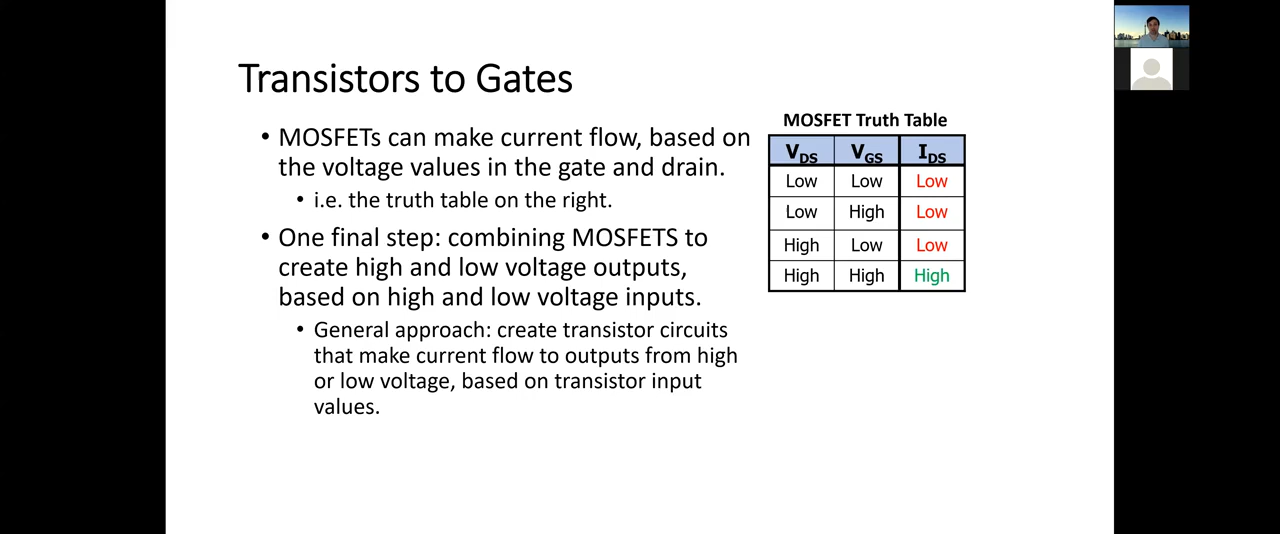 Transistors to Gates
• MOSFETs can make current flow, based on
the voltage values in the gate and drain.
• i.e. the truth table on the right.
• One final step: combining MOSFETS to
create high and low voltage outputs,
based on high and low voltage inputs.
• General approach: create transistor circuits
that make current flow to outputs from high
or low voltage, based on transistor input
values.
MOSFET Truth Table
VDS VGS IDS
Low Low Low
Low High Low
High Low Low
High High High